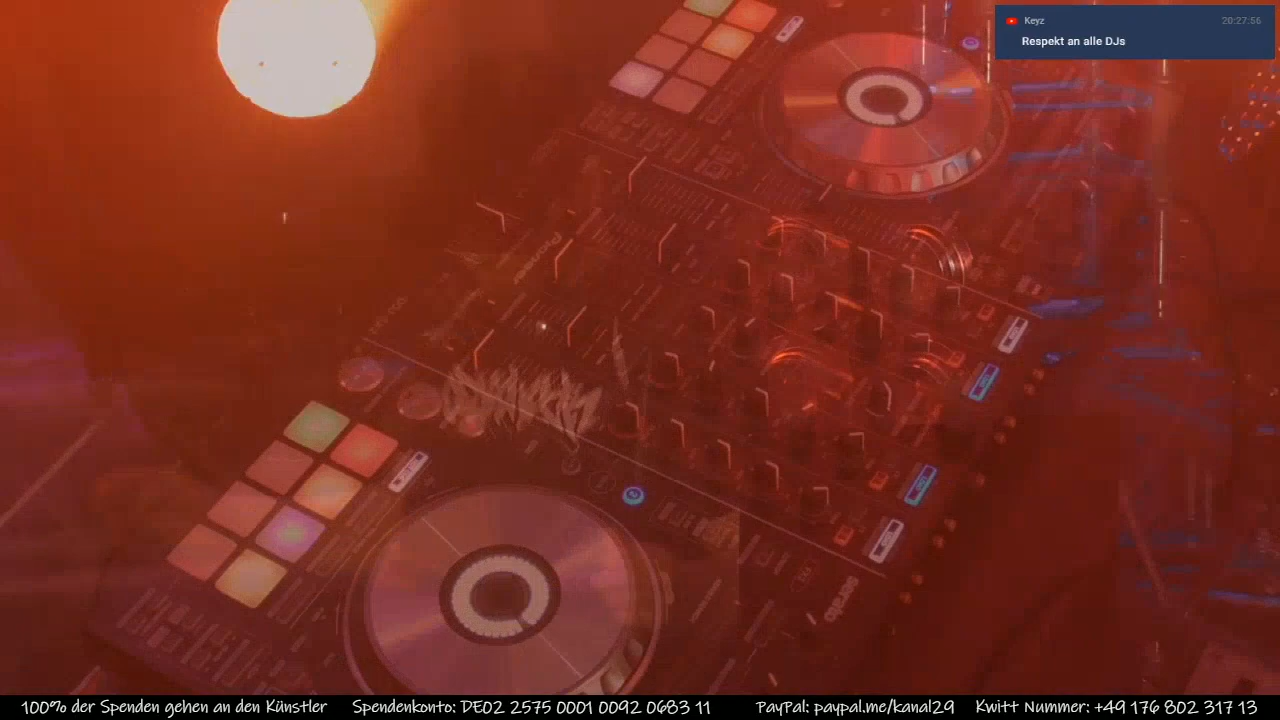 Keyz 20:27:56
Respekt an alle DJs
Pioneer
serato
100% der Spenden gehen an den Künstler Spendenkonto: DE02 2575 0001 0092 0683 11 PayPal: paypal.me/kanal29 Kwitt Nummer: +49 176 802 317 13